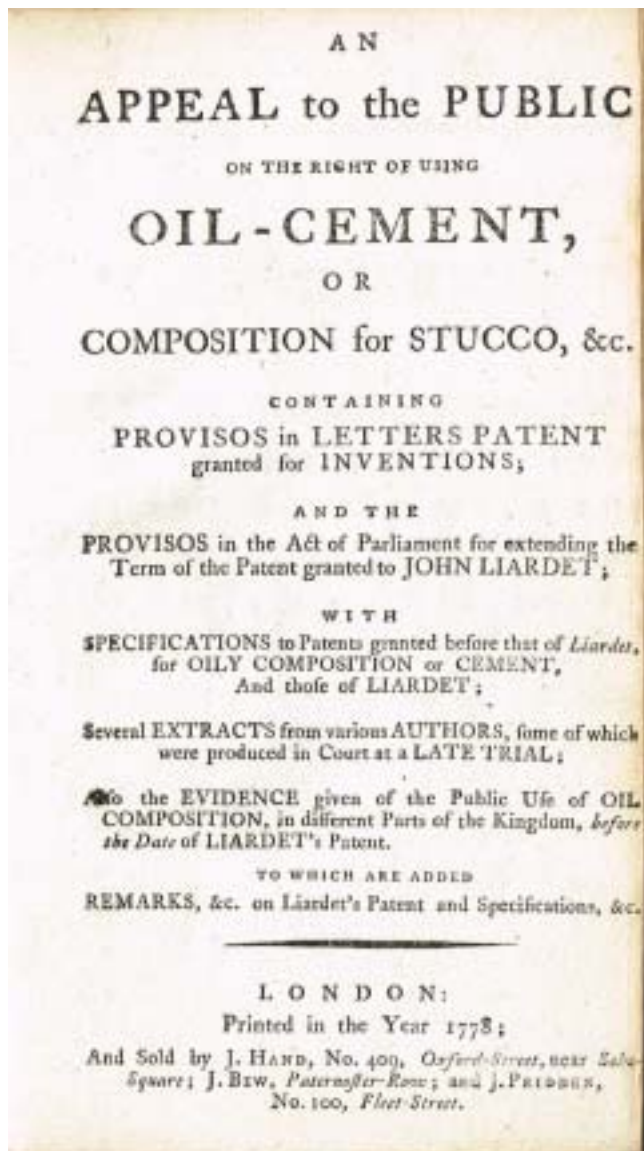 AN
APPEAL to the PUBLIC
ON THE RIGHT OF USING
OIL-CEMENT,
OR
COMPOSITION for STUCCO, &c.
CONTAINING
PROVISOS in LETTERS PATENT
granted for INVENTIONS;
AND THE
PROVISOS in the Act of Parliament for extending the
Term of the Patent granted to JOHN LIARDET;
WITH
SPECIFICATIONS to Patents granted before that of Liardet,
for OILY COMPOSITION or CEMENT,
And thoſe of LIARDET;
Several EXTRACTS from various AUTHORS, ſome of which
were produced in Court at a LATE TRIAL;
Alſo the EVIDENCE given of the Public Uſe of OIL
COMPOSITION, in different Parts of the Kingdom, before
the Date of LIARDET's Patent.
TO WHICH ARE ADDED
REMARKS, &c. on Liardet's Patent and Specifications, &c.
LONDON:
Printed in the Year 1778;
And Sold by J. HAND, No. 409, Oxford-Street, near Soho-
Square; J. BEW, Paternoſter-Row; and J. PRIDDEN,
No. 100, Fleet-Street.